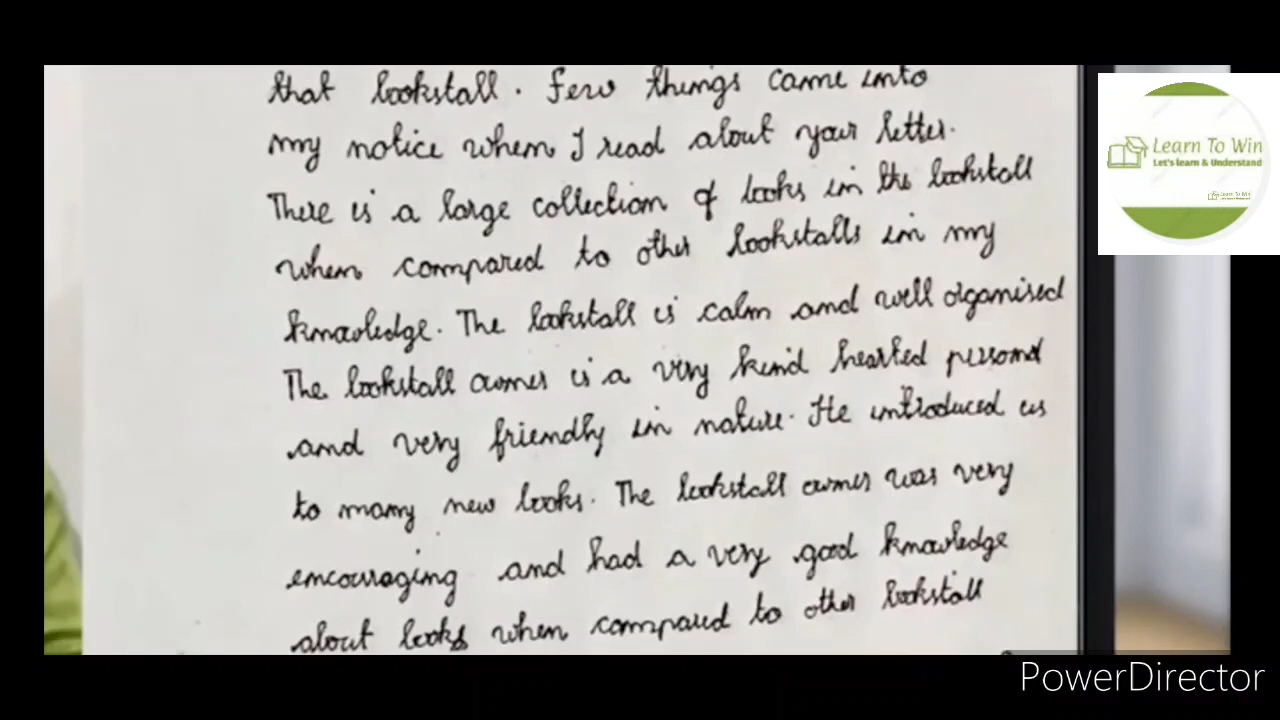 that bookstall. Few things came into
my notice when I read about your letter.
There is a large collection of books in the bookstall
when compared to other bookstalls in my
knowledge. The bookstall is calm and well organised
The bookstall owner is a very kind hearted personal
and very friendly in nature. He introduced us
to many new books. The bookstall owner was very
encouraging and had a very good knowledge
about books when compared to other bookstall
Learn To Win
Let's learn & Understand
Learn To Win
PowerDirector